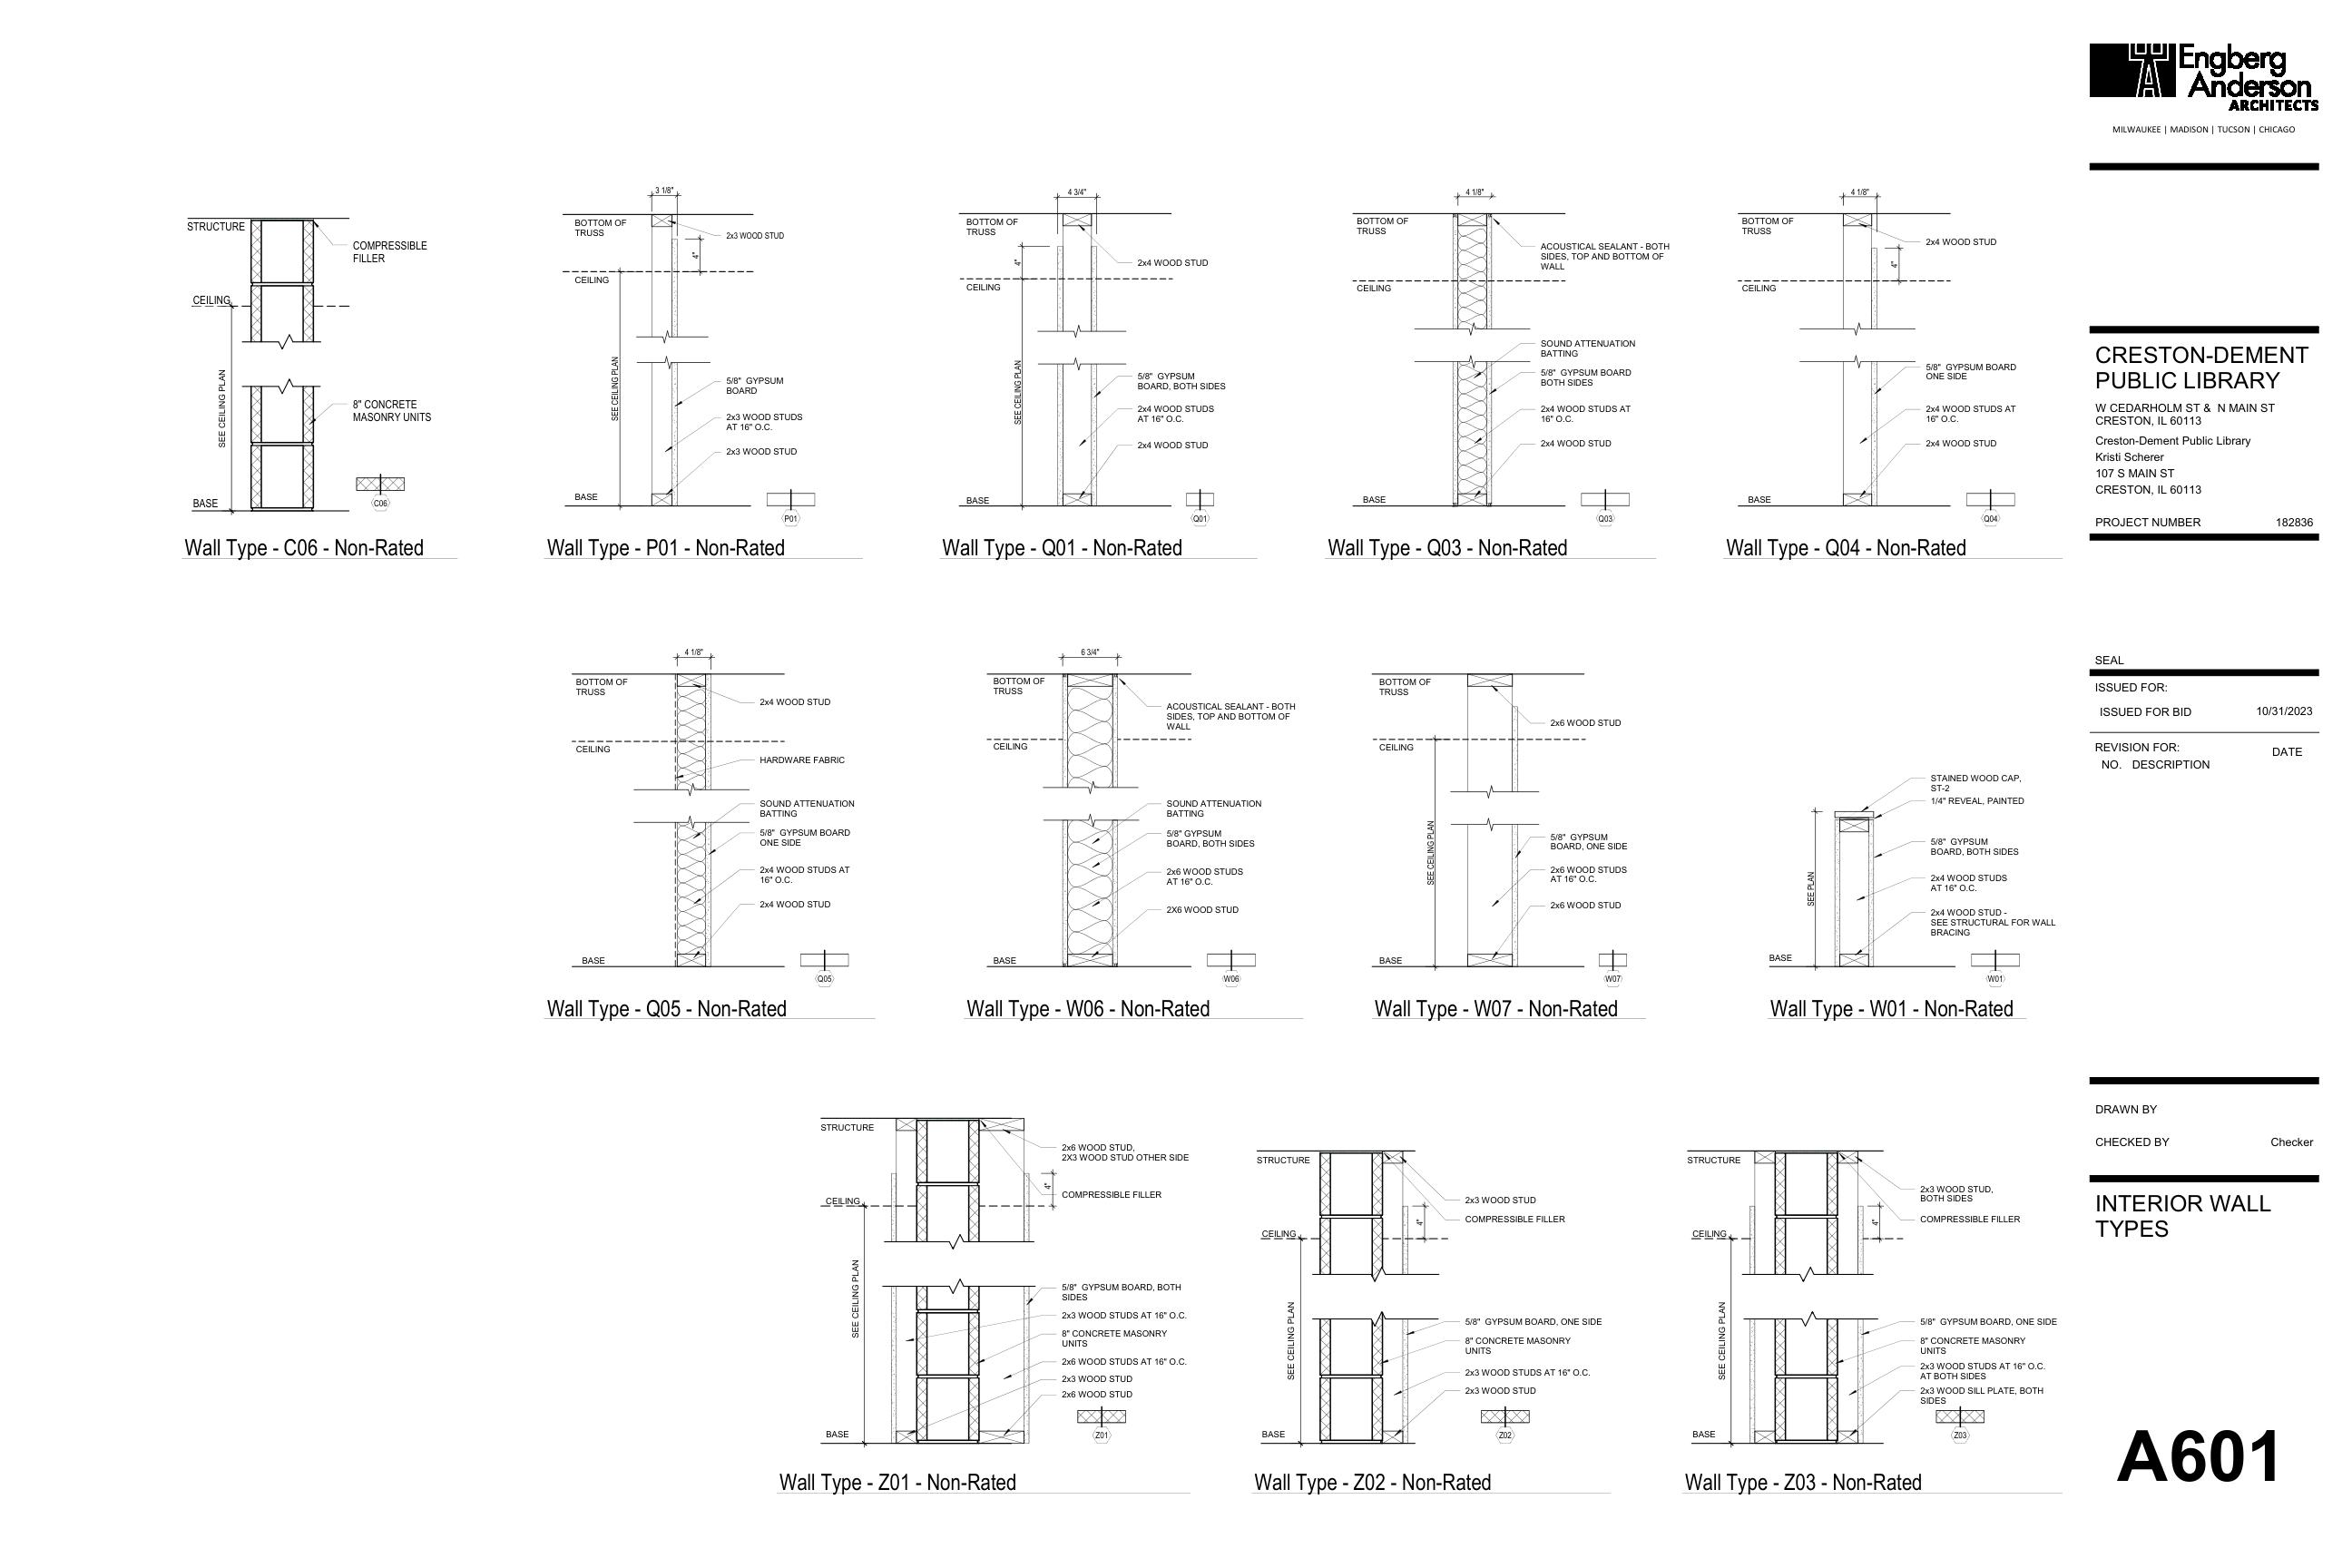 Engberg
Anderson
ARCHITECTS
MILWAUKEE | MADISON | TUCSON | CHICAGO
STRUCTURE
COMPRESSIBLE
FILLER
CEILING
SEE CEILING PLAN
8" CONCRETE
MASONRY UNITS
BASE
C06
Wall Type - C06 - Non-Rated
3 1/8"
BOTTOM OF
TRUSS
2x3 WOOD STUD
4"
CEILING
SEE CEILING PLAN
5/8" GYPSUM
BOARD
2x3 WOOD STUDS
AT 16" O.C.
2x3 WOOD STUD
BASE
P01
Wall Type - P01 - Non-Rated
4 3/4"
BOTTOM OF
TRUSS
4"
2x4 WOOD STUD
CEILING
SEE CEILING PLAN
5/8" GYPSUM
BOARD, BOTH SIDES
2x4 WOOD STUDS
AT 16" O.C.
2x4 WOOD STUD
BASE
Q01
Wall Type - Q01 - Non-Rated
4 1/8"
BOTTOM OF
TRUSS
ACOUSTICAL SEALANT - BOTH
SIDES, TOP AND BOTTOM OF
WALL
CEILING
SOUND ATTENUATION
BATTING
5/8" GYPSUM BOARD
BOTH SIDES
2x4 WOOD STUDS AT
16" O.C.
2x4 WOOD STUD
BASE
Q03
Wall Type - Q03 - Non-Rated
4 1/8"
BOTTOM OF
TRUSS
2x4 WOOD STUD
4"
CEILING
5/8" GYPSUM BOARD
ONE SIDE
2x4 WOOD STUDS AT
16" O.C.
2x4 WOOD STUD
BASE
Q04
Wall Type - Q04 - Non-Rated
4 1/8"
BOTTOM OF
TRUSS
2x4 WOOD STUD
CEILING
HARDWARE FABRIC
SOUND ATTENUATION
BATTING
5/8" GYPSUM BOARD
ONE SIDE
2x4 WOOD STUDS AT
16" O.C.
2x4 WOOD STUD
BASE
Q05
Wall Type - Q05 - Non-Rated
6 3/4"
BOTTOM OF
TRUSS
ACOUSTICAL SEALANT - BOTH
SIDES, TOP AND BOTTOM OF
WALL
CEILING
SOUND ATTENUATION
BATTING
5/8" GYPSUM
BOARD, BOTH SIDES
2x6 WOOD STUDS
AT 16" O.C.
2X6 WOOD STUD
BASE
W06
Wall Type - W06 - Non-Rated
BOTTOM OF
TRUSS
2x6 WOOD STUD
CEILING
SEE CEILING PLAN
5/8" GYPSUM
BOARD, ONE SIDE
2x6 WOOD STUDS
AT 16" O.C.
2x6 WOOD STUD
BASE
W07
Wall Type - W07 - Non-Rated
STAINED WOOD CAP,
ST-2
1/4" REVEAL, PAINTED
5/8" GYPSUM
BOARD, BOTH SIDES
SEE PLAN
2x4 WOOD STUDS
AT 16" O.C.
2x4 WOOD STUD -
SEE STRUCTURAL FOR WALL
BRACING
BASE
W01
Wall Type - W01 - Non-Rated
STRUCTURE
2x6 WOOD STUD,
2X3 WOOD STUD OTHER SIDE
4"
COMPRESSIBLE FILLER
CEILING
SEE CEILING PLAN
5/8" GYPSUM BOARD, BOTH
SIDES
2x3 WOOD STUDS AT 16" O.C.
8" CONCRETE MASONRY
UNITS
2x6 WOOD STUDS AT 16" O.C.
2x3 WOOD STUD
2x6 WOOD STUD
BASE
Z01
Wall Type - Z01 - Non-Rated
STRUCTURE
2x3 WOOD STUD
COMPRESSIBLE FILLER
4"
CEILING
SEE CEILING PLAN
5/8" GYPSUM BOARD, ONE SIDE
8" CONCRETE MASONRY
UNITS
2x3 WOOD STUDS AT 16" O.C.
2x3 WOOD STUD
BASE
Z02
Wall Type - Z02 - Non-Rated
STRUCTURE
2x3 WOOD STUD,
BOTH SIDES
COMPRESSIBLE FILLER
4"
CEILING
SEE CEILING PLAN
5/8" GYPSUM BOARD, ONE SIDE
8" CONCRETE MASONRY
UNITS
2x3 WOOD STUDS AT 16" O.C.
AT BOTH SIDES
2x3 WOOD SILL PLATE, BOTH
SIDES
BASE
Z03
Wall Type - Z03 - Non-Rated
CRESTON-DEMENT
PUBLIC LIBRARY
W CEDARHOLM ST & N MAIN ST
CRESTON, IL 60113
Creston-Dement Public Library
Kristi Scherer
107 S MAIN ST
CRESTON, IL 60113
PROJECT NUMBER 182836
SEAL
ISSUED FOR:
ISSUED FOR BID 10/31/2023
REVISION FOR:
NO. DESCRIPTION DATE
DRAWN BY
CHECKED BY Checker
INTERIOR WALL
TYPES
A601